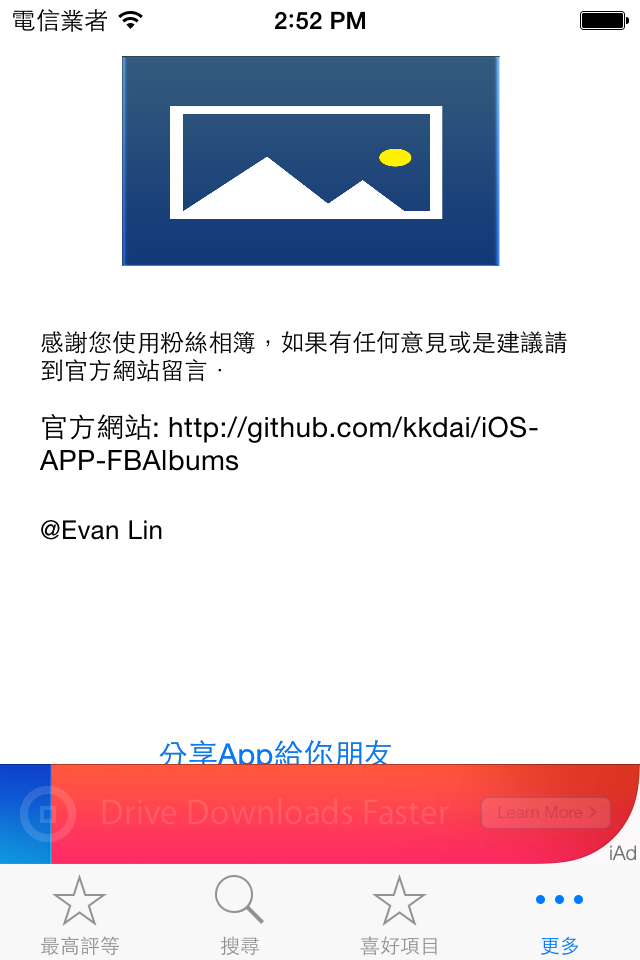 電信業者 2:52 PM
感謝您使用粉絲相簿，如果有任何意見或是建議請
到官方網站留言．
官方網站: http://github.com/kkdai/iOS-
APP-FBAlbums
@Evan Lin
分享App給你朋友
Drive Downloads Faster Learn More >
iAd
最高評等 搜尋 喜好項目 更多